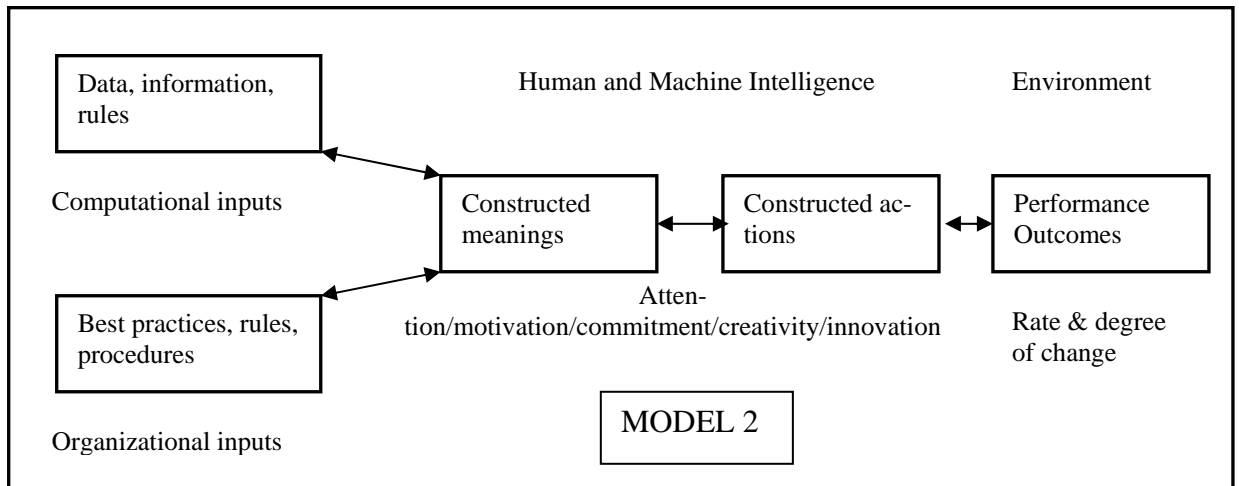 Data, information,
rules
Human and Machine Intelligence
Environment
Computational inputs
Constructed
meanings
Constructed ac-
tions
Performance
Outcomes
Best practices, rules,
procedures
Atten-
tion/motivation/commitment/creativity/innovation
Rate & degree
of change
Organizational inputs
MODEL 2